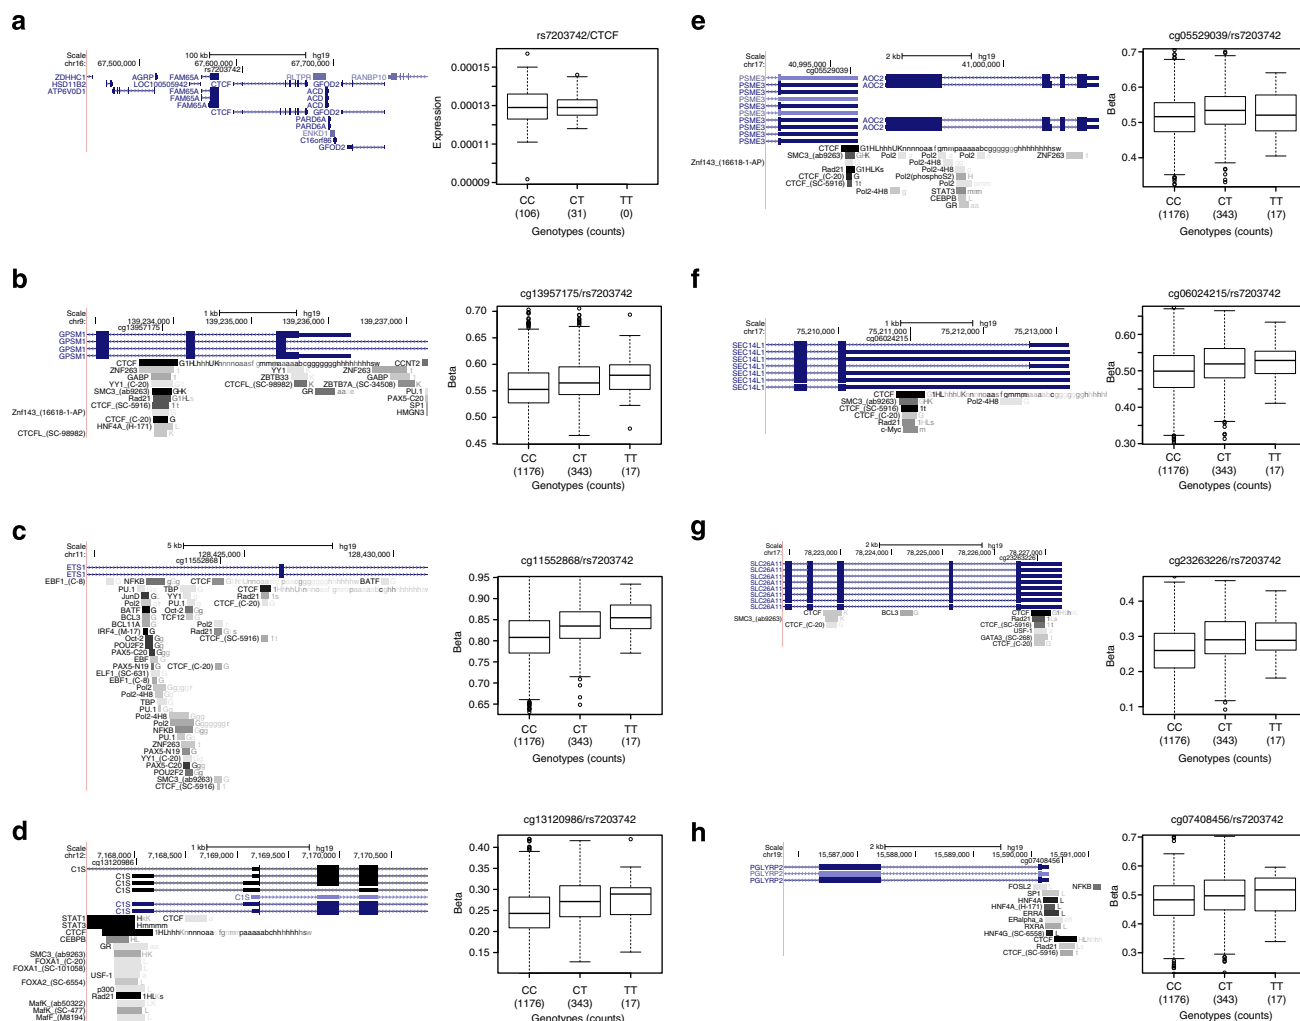 a
Scale
chr16:
100 kb
hg19
67,500,000
67,600,000
67,700,000
rs7203742
ZDHHC1
AGRP
FAM65A
RLTPR
RANBP10
HSD11B2
LOC100505942
CTCF
GFOD2
ATP6V0D1
FAM65A
ACD
FAM65A
ACD
FAM65A
ACD
CTCF
GFOD2
PARD6A
PARD6A
ENKD1
C16orf86
GFOD2
rs7203742/CTCF
Expression
0.00015
0.00013
0.00011
0.00009
CC
CT
TT
(106)
(31)
(0)
Genotypes (counts)
b
Scale
chr9:
1 kb
hg19
139,234,000
139,235,000
139,236,000
139,237,000
cg13957175
GPSM1
GPSM1
GPSM1
GPSM1
CTCF
CCNT2
ZNF263
YY1
ZNF263
GABP
ZBTB33
GABP
YY1_(C-20)
CTCFL_(SC-98982)
ZBTB7A_(SC-34508)
SMC3_(ab9263)
GHK
GR
PU.1
Rad21
G1HLs
PAX5-C20
CTCF_(SC-5916)
1t
SP1
Znf143_(16618-1-AP)
HMGN3
CTCF_(C-20)
G
HNF4A_(H-171)
CTCFL_(SC-98982)
cg13957175/rs7203742
Beta
0.70
0.65
0.60
0.55
0.50
0.45
CC
CT
TT
(1176)
(343)
(17)
Genotypes (counts)
c
Scale
chr11:
5 kb
hg19
128,425,000
128,430,000
cg11552868
ETS1
ETS1
EBF1_(C-8)
NFKB
CTCF
BATF
PU.1
TBP
CTCF
JunD
YY1
Rad21
Pol2
PU.1
CTCF_(C-20)
BATF
Oct-2
BCL3
TCF12
BCL11A
Pol2
IRF4_(M-17)
Rad21
Oct-2
CTCF_(SC-5916)
POU2F2
PAX5-C20
EBF
PAX5-N19
CTCF_(C-20)
ELF1_(SC-631)
EBF1_(C-8)
Pol2
Pol2-4H8
TBP
PU.1
Pol2-4H8
Pol2
NFKB
PU.1
ZNF263
PAX5-N19
YY1_(C-20)
PAX5-C20
POU2F2
SMC3_(ab9263)
CTCF_(SC-5916)
cg11552868/rs7203742
Beta
0.95
0.90
0.85
0.80
0.75
0.70
0.65
CC
CT
TT
(1176)
(343)
(17)
Genotypes (counts)
d
Scale
chr12:
1 kb
hg19
7,168,000
7,168,500
7,169,000
7,169,500
7,170,000
7,170,500
cg13120986
C1S
C1S
C1S
C1S
C1S
C1S
C1S
STAT1
CTCF
STAT3
Hmmmm
CTCF
CEBPB
HL
GR
SMC3_(ab9263)
HK
FOXA1_(C-20)
FOXA1_(SC-101058)
USF-1
FOXA2_(SC-6554)
p300
Rad21
MafK_(ab50322)
MafK_(SC-477)
MafF_(M8194)
cg13120986/rs7203742
Beta
0.40
0.35
0.30
0.25
0.20
0.15
CC
CT
TT
(1176)
(343)
(17)
Genotypes (counts)
e
Scale
chr17:
2 kb
hg19
40,995,000
41,000,000
cg05529039
PSME3
AOC2
PSME3
AOC2
PSME3
PSME3
PSME3
PSME3
PSME3
AOC2
PSME3
AOC2
PSME3
PSME3
CTCF
SMC3_(ab9263)
GHK
Pol2
Pol2
Pol2
ZNF263
Znf143_(16618-1-AP)
Pol2-4H8
Rad21
G1HLKs
Pol2-4H8
CTCF_(C-20)
G
Pol2(phosphoS2)
H
CTCF_(SC-5916)
1t
Pol2
Pol2-4H8
STAT3
mmm
CEBPB
L
GR
cg05529039/rs7203742
Beta
0.7
0.6
0.5
0.4
CC
CT
TT
(1176)
(343)
(17)
Genotypes (counts)
f
Scale
chr17:
1 kb
hg19
75,210,000
75,211,000
75,212,000
75,213,000
cg06024215
SEC14L1
SEC14L1
SEC14L1
SEC14L1
SEC14L1
SEC14L1
SEC14L1
CTCF
SMC3_(ab9263)
GHK
Pol2-4H8
CTCF_(SC-5916)
1t
CTCF_(C-20)
G
Rad21
c-Myc
m
cg06024215/rs7203742
Beta
0.70
0.60
0.50
0.40
0.30
CC
CT
TT
(1176)
(343)
(17)
Genotypes (counts)
g
Scale
chr17:
2 kb
hg19
78,223,000
78,224,000
78,225,000
78,226,000
78,227,000
cg23263226
SLC26A11
SLC26A11
SLC26A11
SLC26A11
SLC26A11
SLC26A11
SLC26A11
SLC26A11
CTCF
BCL3
CTCF
SMC3_(ab9263)
Rad21
CTCF_(C-20)
CTCF_(SC-5916)
USF-1
GATA3_(SC-268)
CTCF_(C-20)
cg23263226/rs7203742
Beta
0.4
0.3
0.2
0.1
CC
CT
TT
(1176)
(343)
(17)
Genotypes (counts)
h
Scale
chr19:
2 kb
hg19
15,587,000
15,588,000
15,589,000
15,590,000
15,591,000
cg07408456
PGLYRP2
PGLYRP2
PGLYRP2
FOSL2
NFKB
SP1
HNF4A
L
HNF4A_(H-171)
L
ERRA
L
ERalpha_a
RXRA
L
HNF4G_(SC-6558)
L
CTCF
Rad21
CTCF_(SC-5916)
cg07408456/rs7203742
Beta
0.7
0.6
0.5
0.4
0.3
CC
CT
TT
(1176)
(343)
(17)
Genotypes (counts)